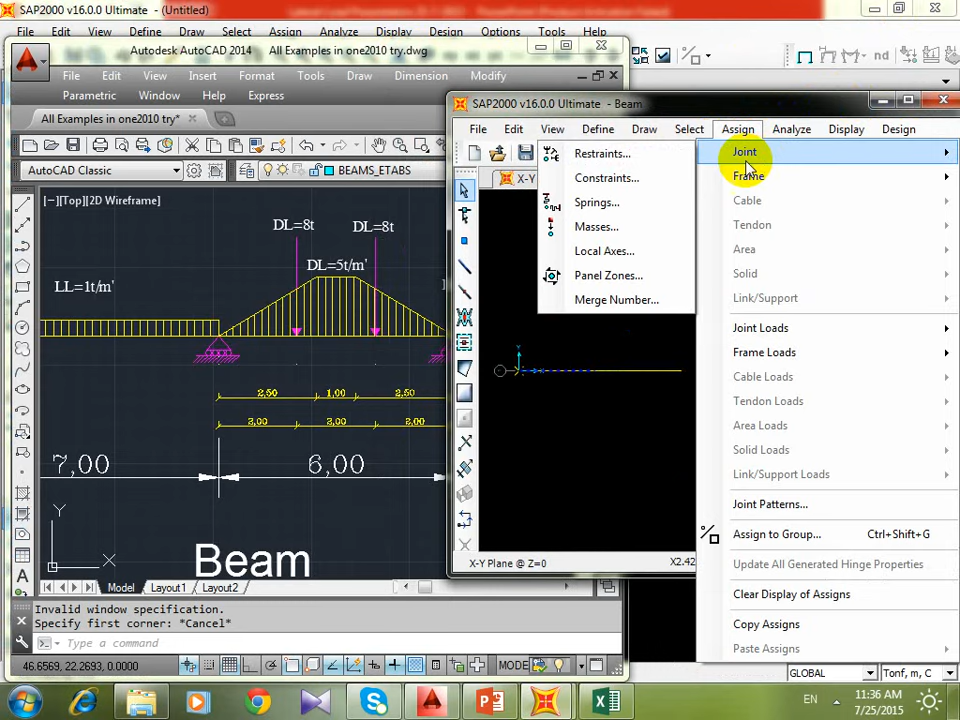 SAP2000 v16.0.0 Ultimate - (Untitled)
File Edit View Define Draw Select Assign Analyze Display Design Options Tools Help
Autodesk AutoCAD 2014 All Examples in one2010 try.dwg
File Edit View Insert Format Tools Draw Dimension Modify
Parametric Window Help Express
All Examples in one2010 try*
AutoCAD Classic
BEAMS_ETABS
[−][Top][2D Wireframe]
DL=8t DL=8t
DL=5t/m'
LL=1t/m'
2,50 1,00 2,50
2,00 2,00 2,00
7,00 6,00
Y
X
Beam
Model Layout1 Layout2
Invalid window specification.
Specify first corner: *Cancel*
Type a command
46.6569, 22.2693, 0.0000
MODEL
SAP2000 v16.0.0 Ultimate - Beam
File Edit View Define Draw Select Assign Analyze Display Design
X-Y
Restraints...
Constraints...
Springs...
Masses...
Local Axes...
Panel Zones...
Merge Number...
Joint
Frame
Cable
Tendon
Area
Solid
Link/Support
Joint Loads
Frame Loads
Cable Loads
Tendon Loads
Area Loads
Solid Loads
Link/Support Loads
Joint Patterns...
Assign to Group... Ctrl+Shift+G
Update All Generated Hinge Properties
Clear Display of Assigns
Copy Assigns
Paste Assigns
X-Y Plane @ Z=0
X2.42
nd
GLOBAL
Tonf, m, C
EN
11:36 AM
7/25/2015